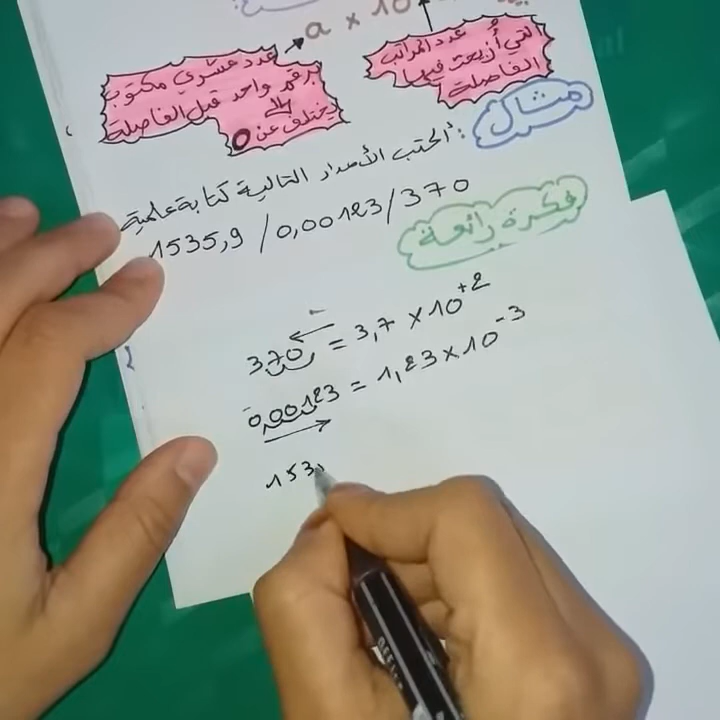 a × 10
عدد عشري مكتوب
برقم واحد قبل الفاصلة
يختلف عن 0
عدد المراتب
التي أزيحت فيها
الفاصلة
مثال: أكتب الأعداد التالية كتابة علمية
1535,9 / 0,00123 / 370
فكرة رائعة
370 = 3,7 × 10⁺²
0,00123 = 1,23 × 10⁻³
153